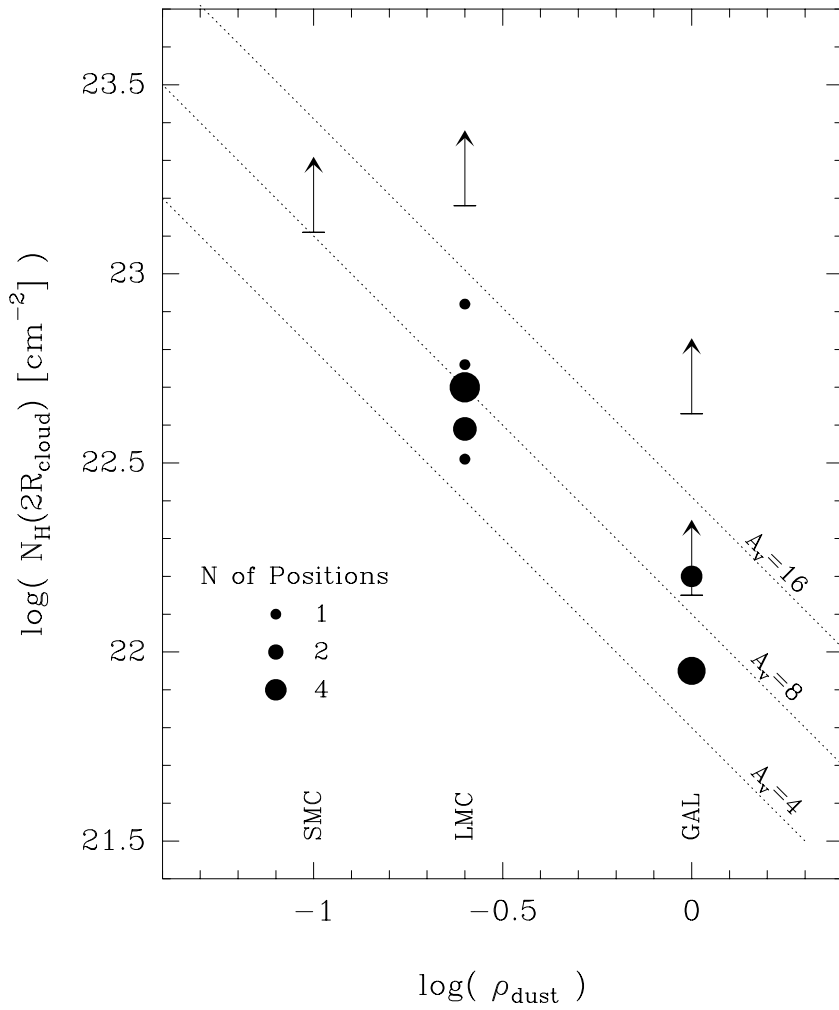 23.5
23
22.5
22
21.5
log( N_H(2R_cloud) [cm^−2] )
A_v=16
A_v=8
A_v=4
N of Positions
1
2
4
SMC
LMC
GAL
−1
−0.5
0
log( ρ_dust )